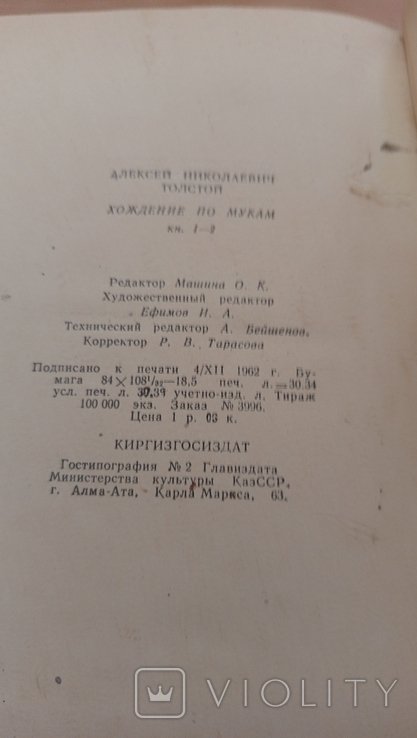 АЛЕКСЕЙ НИКОЛАЕВИЧ
ТОЛСТОЙ
ХОЖДЕНИЕ ПО МУКАМ
кн. 1—2
Редактор Машина О. К.
Художественный редактор
Ефимов И. А.
Технический редактор А. Бейшенов.
Корректор Р. В. Тарасова
Подписано к печати 4/XII 1962 г. Бу-
мага 84×108¹/₃₂—18,5 печ. л.=30.34
усл. печ. л. 30,39 учетно-изд. л. Тираж
100 000 экз. Заказ № 3996.
Цена 1 р. 03 к.
КИРГИЗГОСИЗДАТ
Гостипография № 2 Главиздата
Министерства культуры КазССР,
г. Алма-Ата, Карла Маркса, 63.
VIOLITY